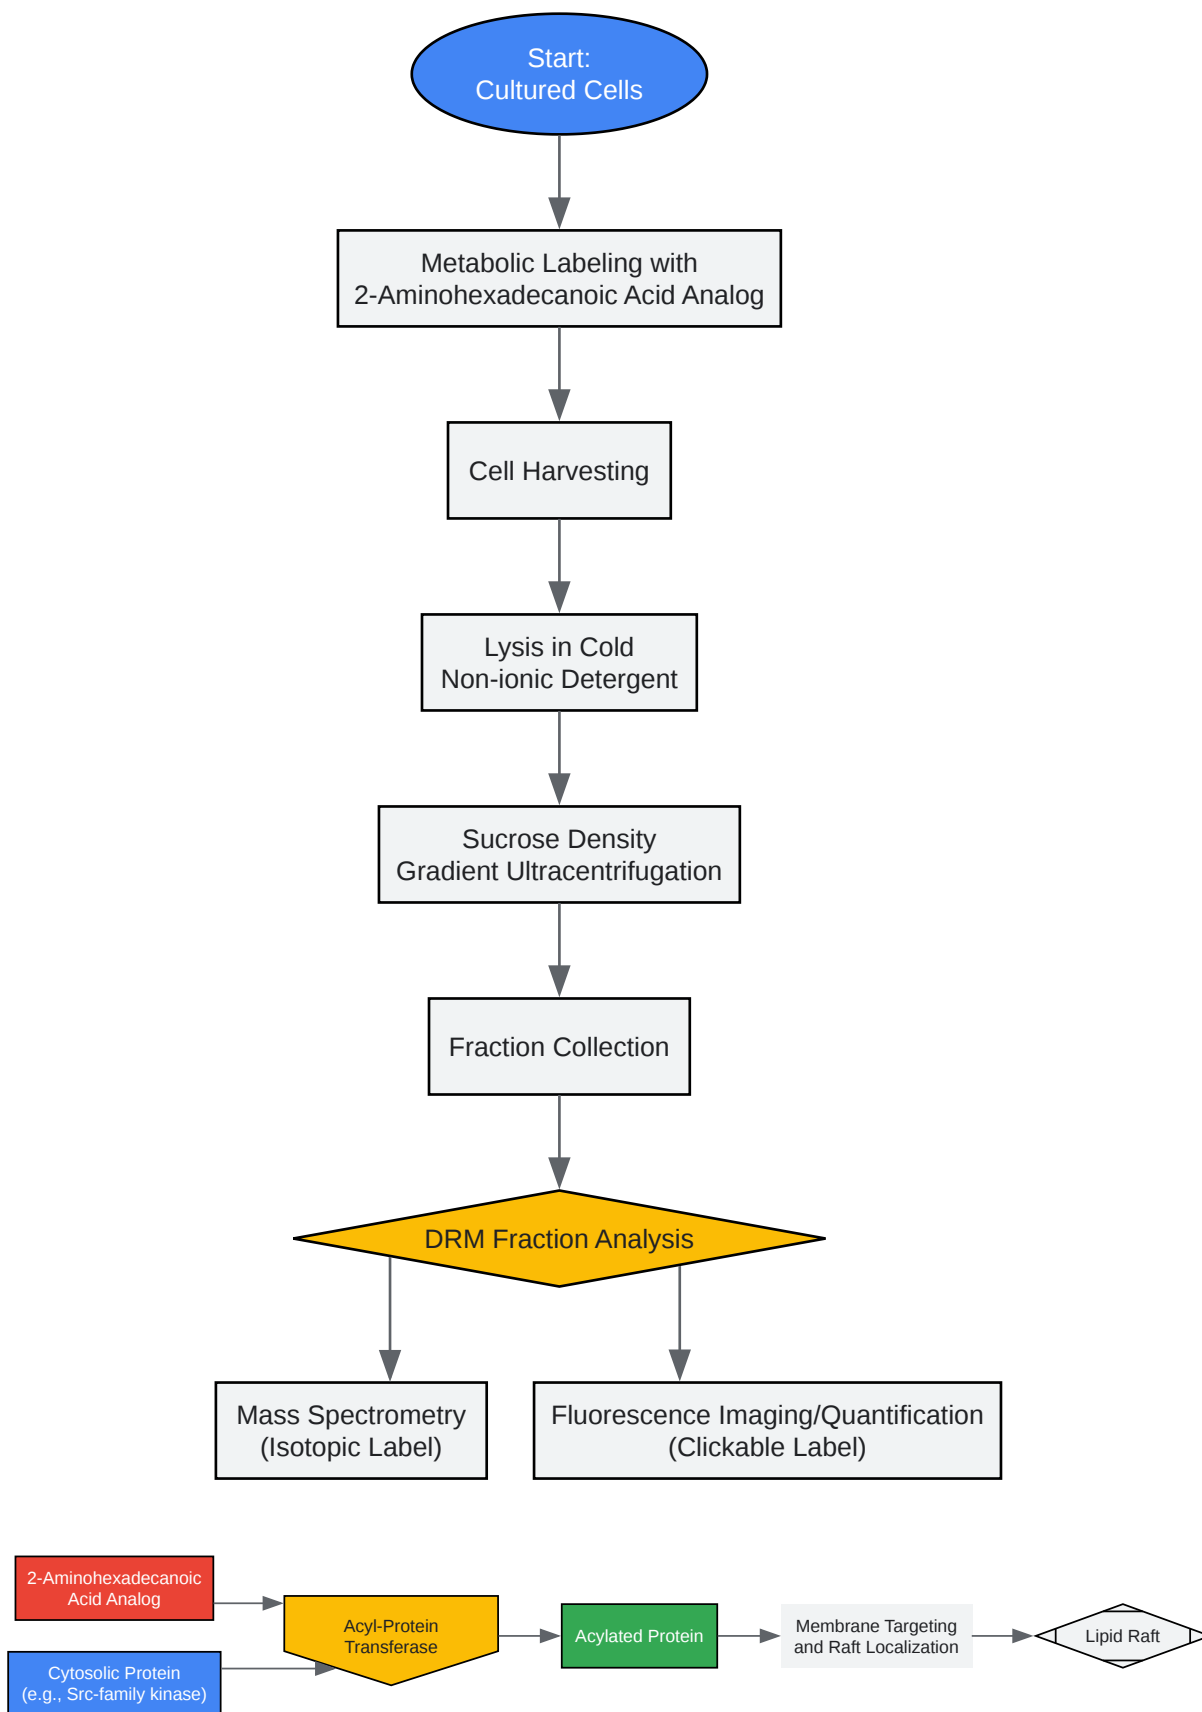 Start:
Cultured Cells
Metabolic Labeling with
2-Aminohexadecanoic Acid Analog
Cell Harvesting
Lysis in Cold
Non-ionic Detergent
Sucrose Density
Gradient Ultracentrifugation
Fraction Collection
DRM Fraction Analysis
Mass Spectrometry
(Isotopic Label)
Fluorescence Imaging/Quantification
(Clickable Label)
2-Aminohexadecanoic
Acid Analog
Cytosolic Protein
(e.g., Src-family kinase)
Acyl-Protein
Transferase
Acylated Protein
Membrane Targeting
and Raft Localization
Lipid Raft